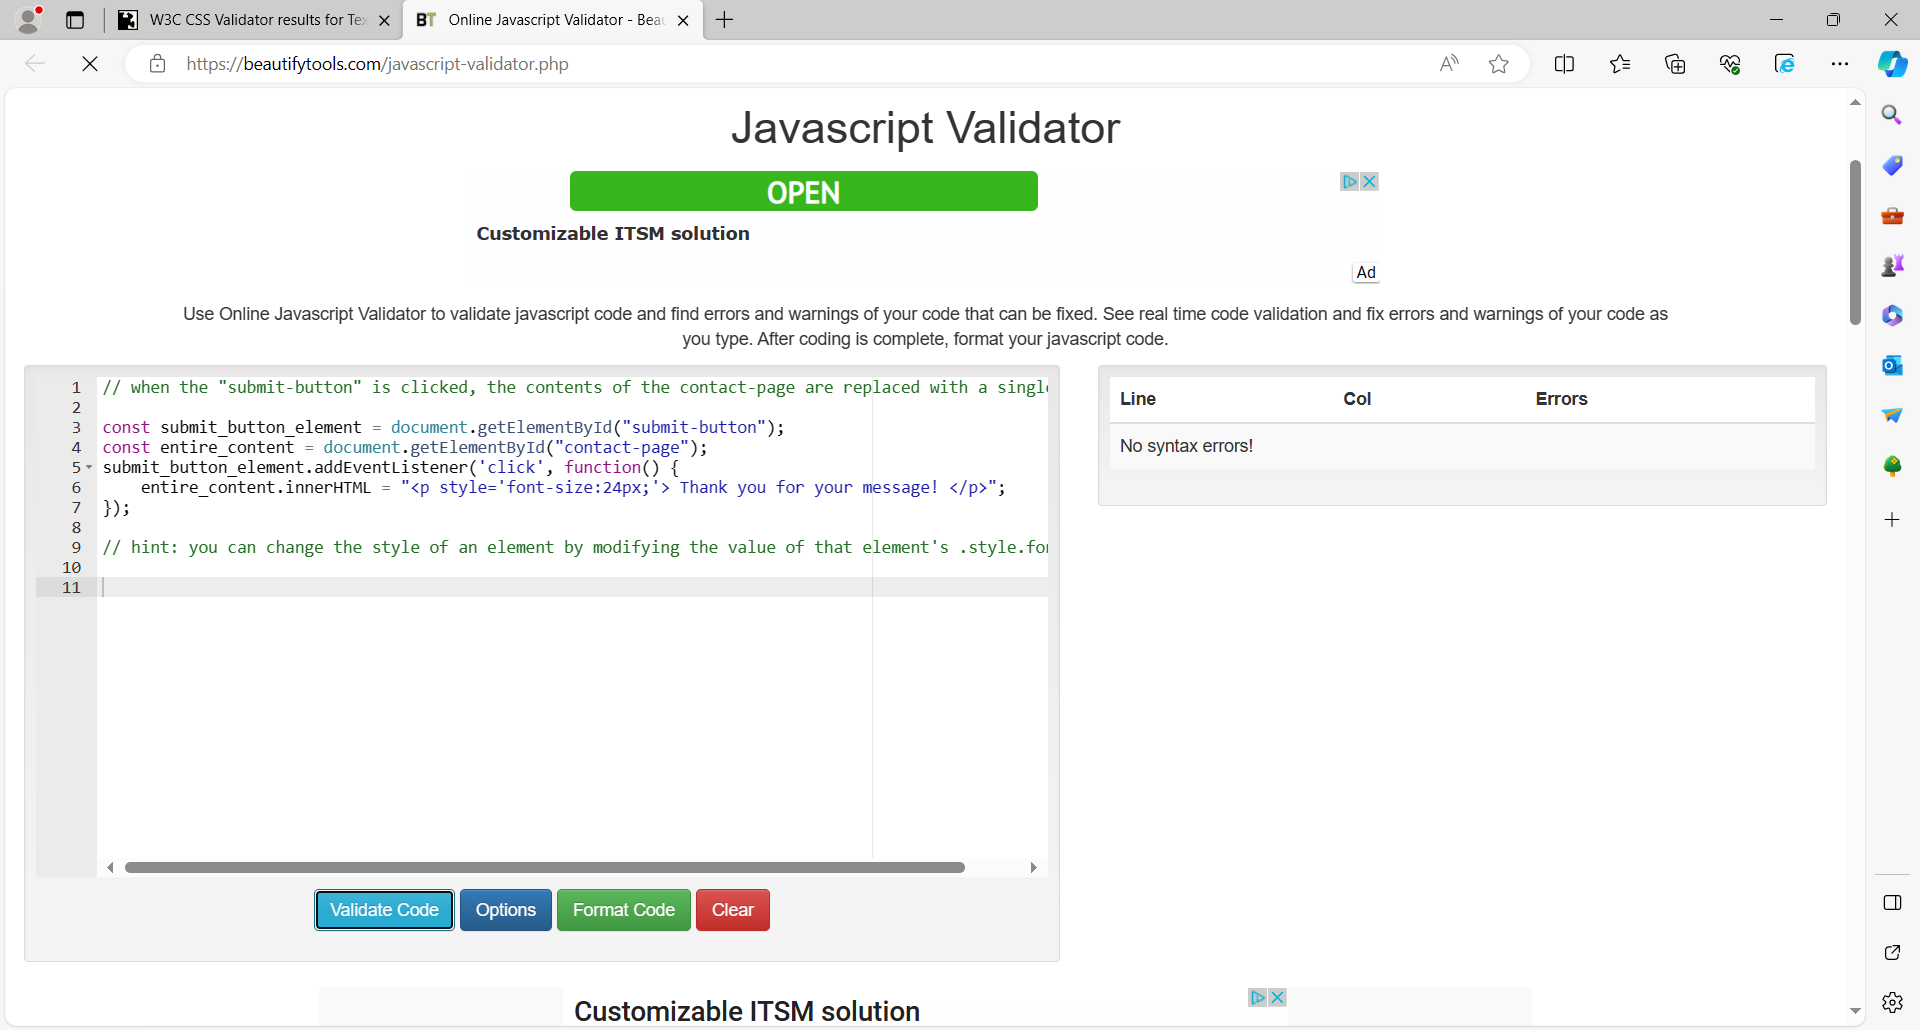 W3C CSS Validator results for Te
BT Online Javascript Validator - Bea
https://beautifytools.com/javascript-validator.php
Javascript Validator
OPEN
Customizable ITSM solution
Ad
Use Online Javascript Validator to validate javascript code and find errors and warnings of your code that can be fixed. See real time code validation and fix errors and warnings of your code as
you type. After coding is complete, format your javascript code.
1 // when the "submit-button" is clicked, the contents of the contact-page are replaced with a single
2
3 const submit_button_element = document.getElementById("submit-button");
4 const entire_content = document.getElementById("contact-page");
5 submit_button_element.addEventListener('click', function() {
6 entire_content.innerHTML = "<p style='font-size:24px;'> Thank you for your message! </p>";
7 });
8
9 // hint: you can change the style of an element by modifying the value of that element's .style.fo
10
11
Line Col Errors
No syntax errors!
Validate Code Options Format Code Clear
Customizable ITSM solution